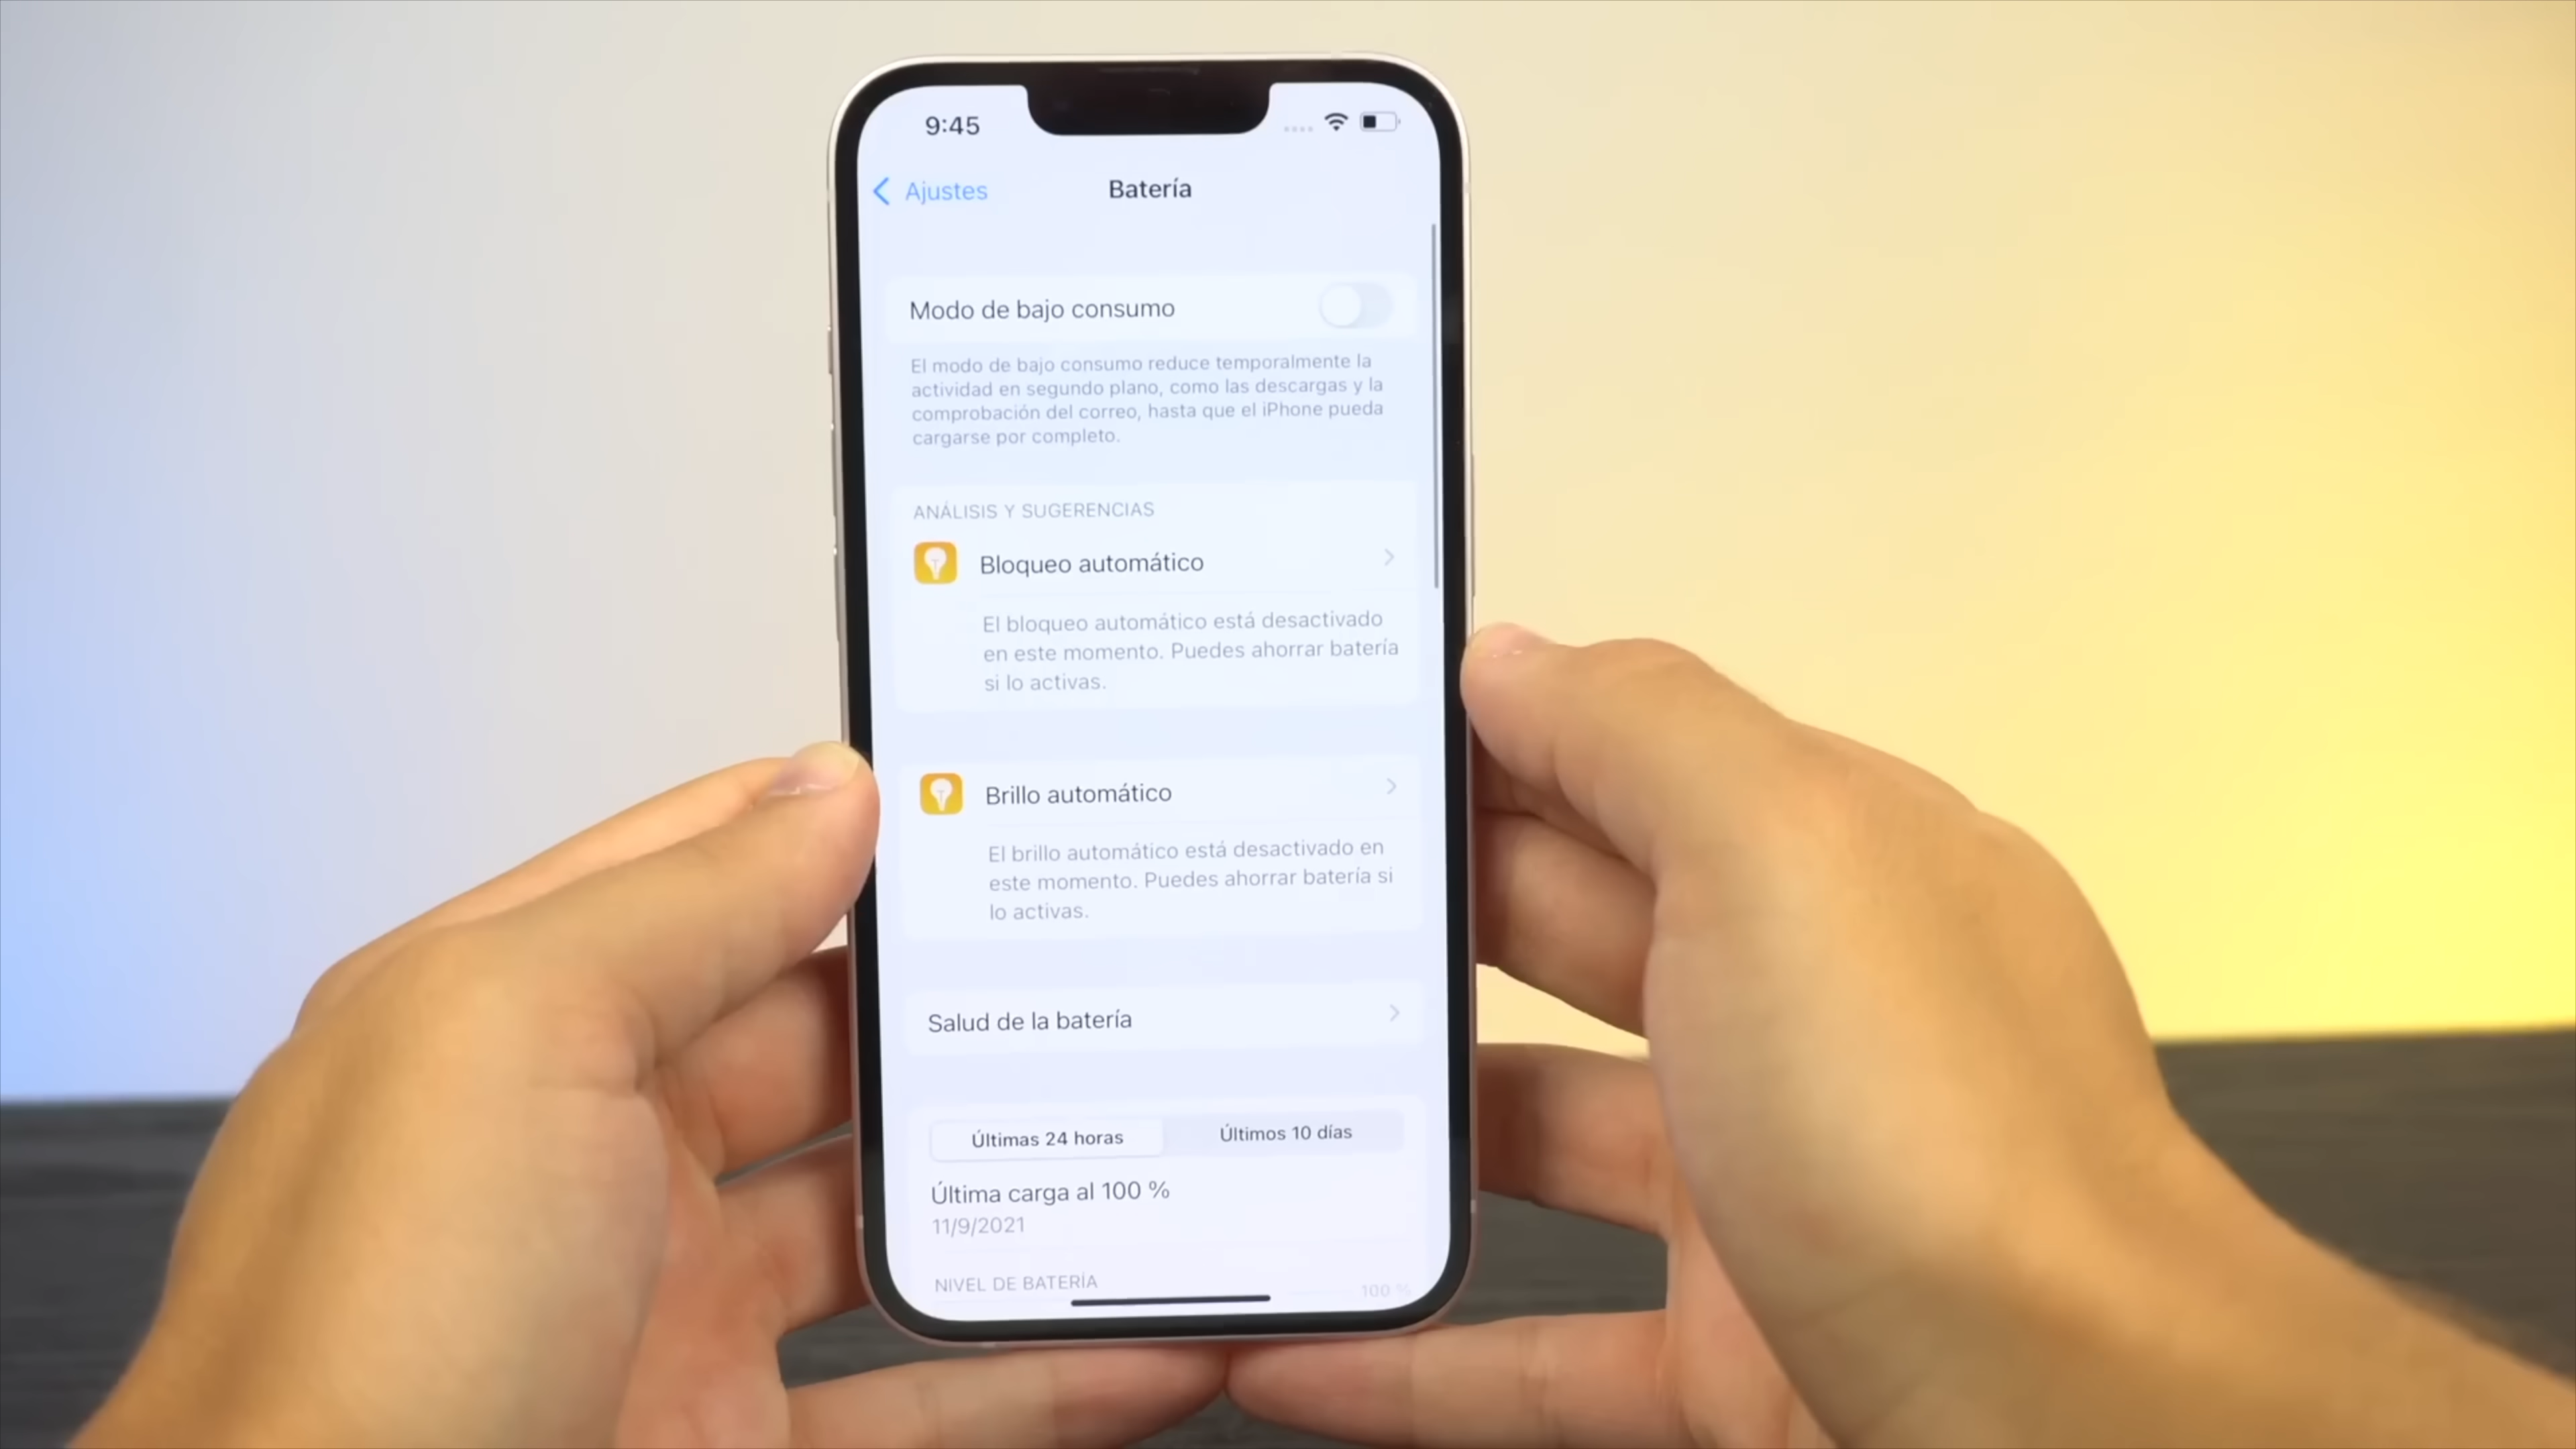 9:45
Ajustes
Batería
Modo de bajo consumo
El modo de bajo consumo reduce temporalmente la
actividad en segundo plano, como las descargas y la
comprobación del correo, hasta que el iPhone pueda
cargarse por completo.
ANÁLISIS Y SUGERENCIAS
Bloqueo automático
El bloqueo automático está desactivado
en este momento. Puedes ahorrar batería
si lo activas.
Brillo automático
El brillo automático está desactivado en
este momento. Puedes ahorrar batería si
lo activas.
Salud de la batería
Últimas 24 horas
Últimos 10 días
Última carga al 100 %
11/9/2021
NIVEL DE BATERÍA
100 %